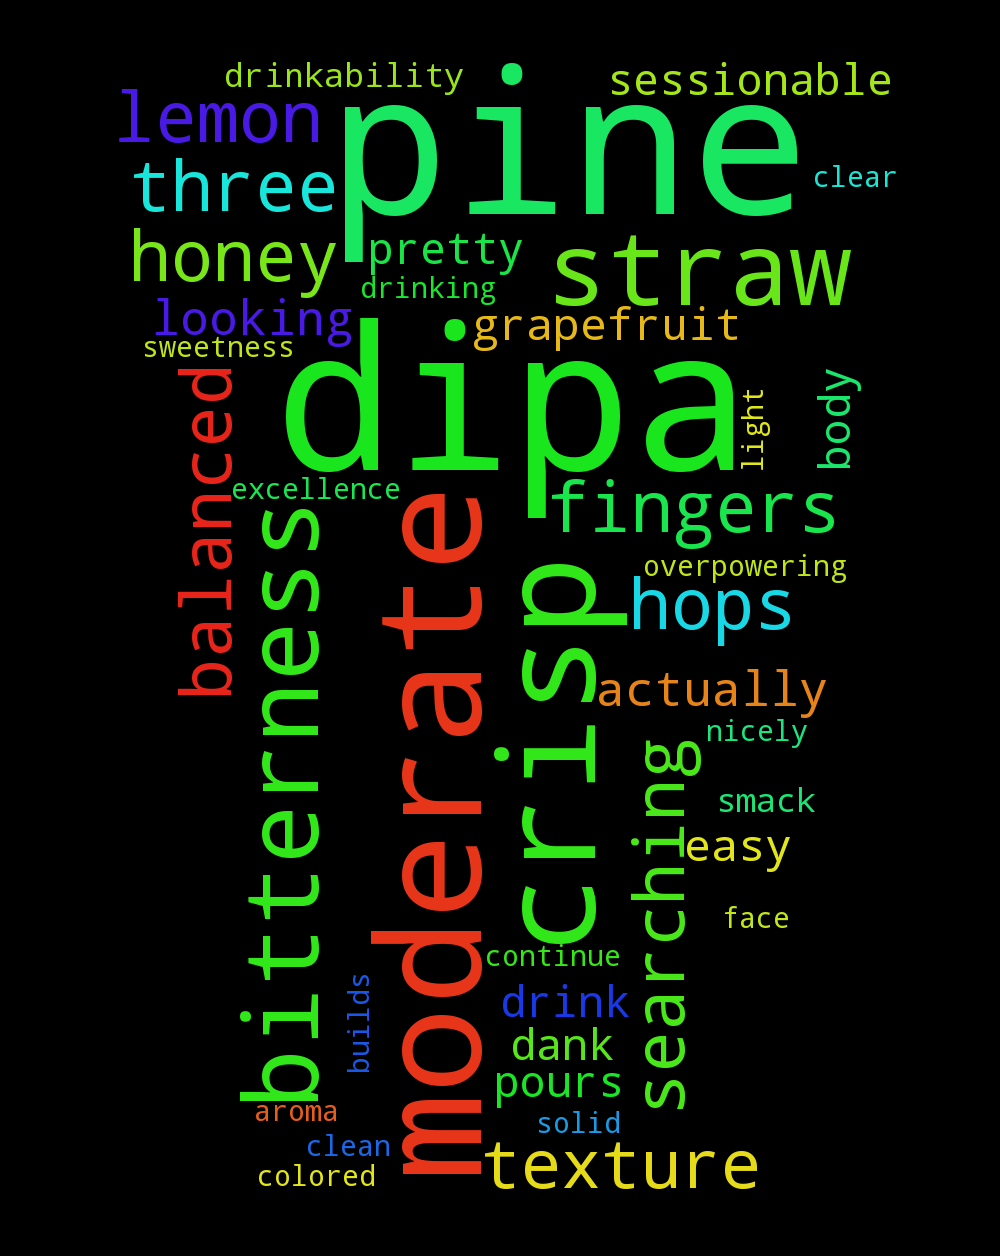 drinkability
sessionable
lemon
pine
three
clear
honey
pretty
straw
drinking
looking
grapefruit
sweetness
dipa
balanced
light
body
excellence
fingers
bitterness
moderate
crisp
overpowering
hops
actually
nicely
searching
smack
easy
face
continue
builds
drink
dank
pours
aroma
solid
clean
texture
colored